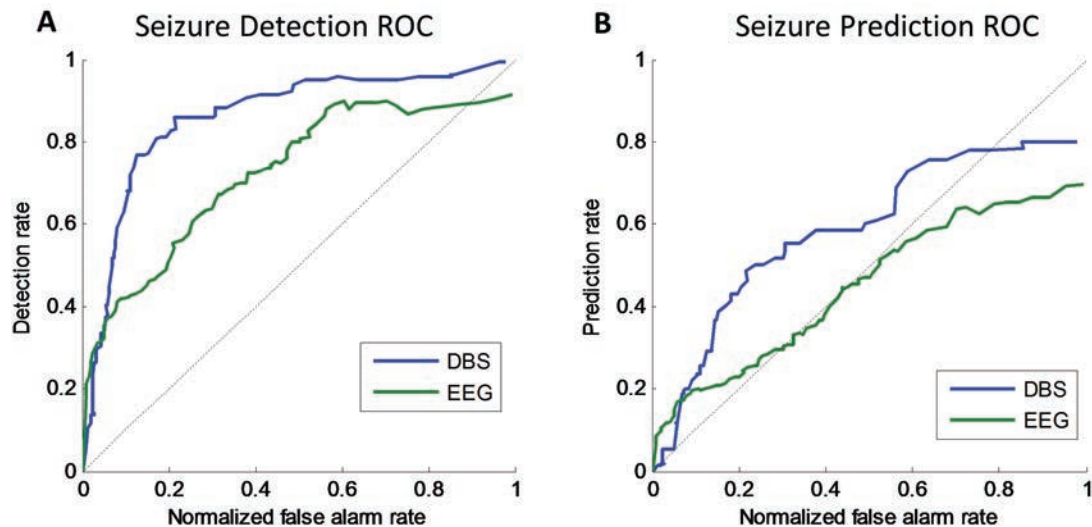 A
Seizure Detection ROC
1
0.8
0.6
0.4
0.2
0
Detection rate
DBS
EEG
0
0.2
0.4
0.6
0.8
1
Normalized false alarm rate
B
Seizure Prediction ROC
1
0.8
0.6
0.4
0.2
0
Prediction rate
DBS
EEG
0
0.2
0.4
0.6
0.8
1
Normalized false alarm rate